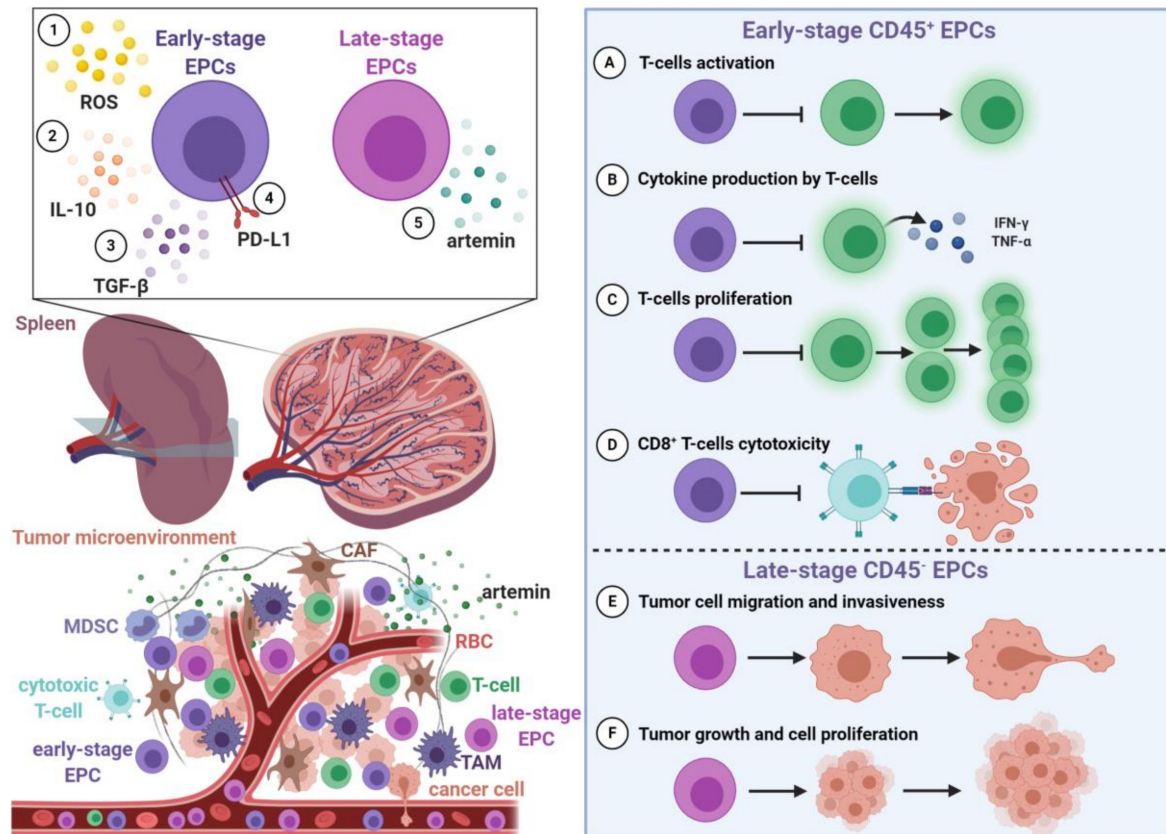 1
Early-stage
EPCs
Late-stage
EPCs
ROS
2
IL-10
3
TGF-β
4
PD-L1
5
artemin
Spleen
Tumor microenvironment
CAF
artemin
MDSC
RBC
cytotoxic
T-cell
T-cell
late-stage
EPC
early-stage
EPC
TAM
cancer cell
Early-stage CD45⁺ EPCs
A T-cells activation
B Cytokine production by T-cells
IFN-γ
TNF-α
C T-cells proliferation
D CD8⁺ T-cells cytotoxicity
Late-stage CD45⁻ EPCs
E Tumor cell migration and invasiveness
F Tumor growth and cell proliferation